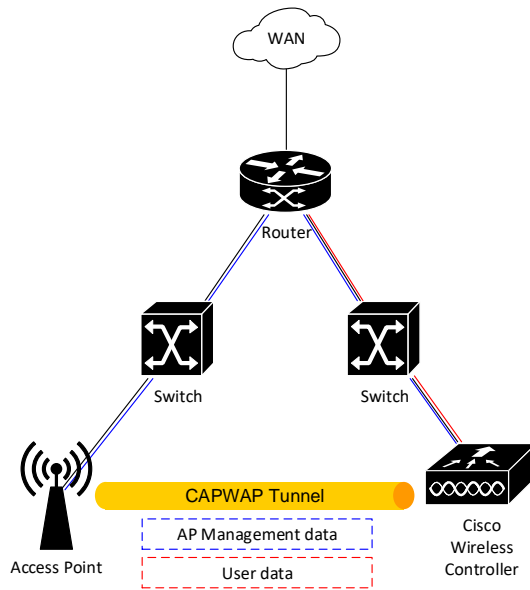 WAN
Router
Switch
Switch
CAPWAP Tunnel
AP Management data
User data
Access Point
Cisco
Wireless
Controller